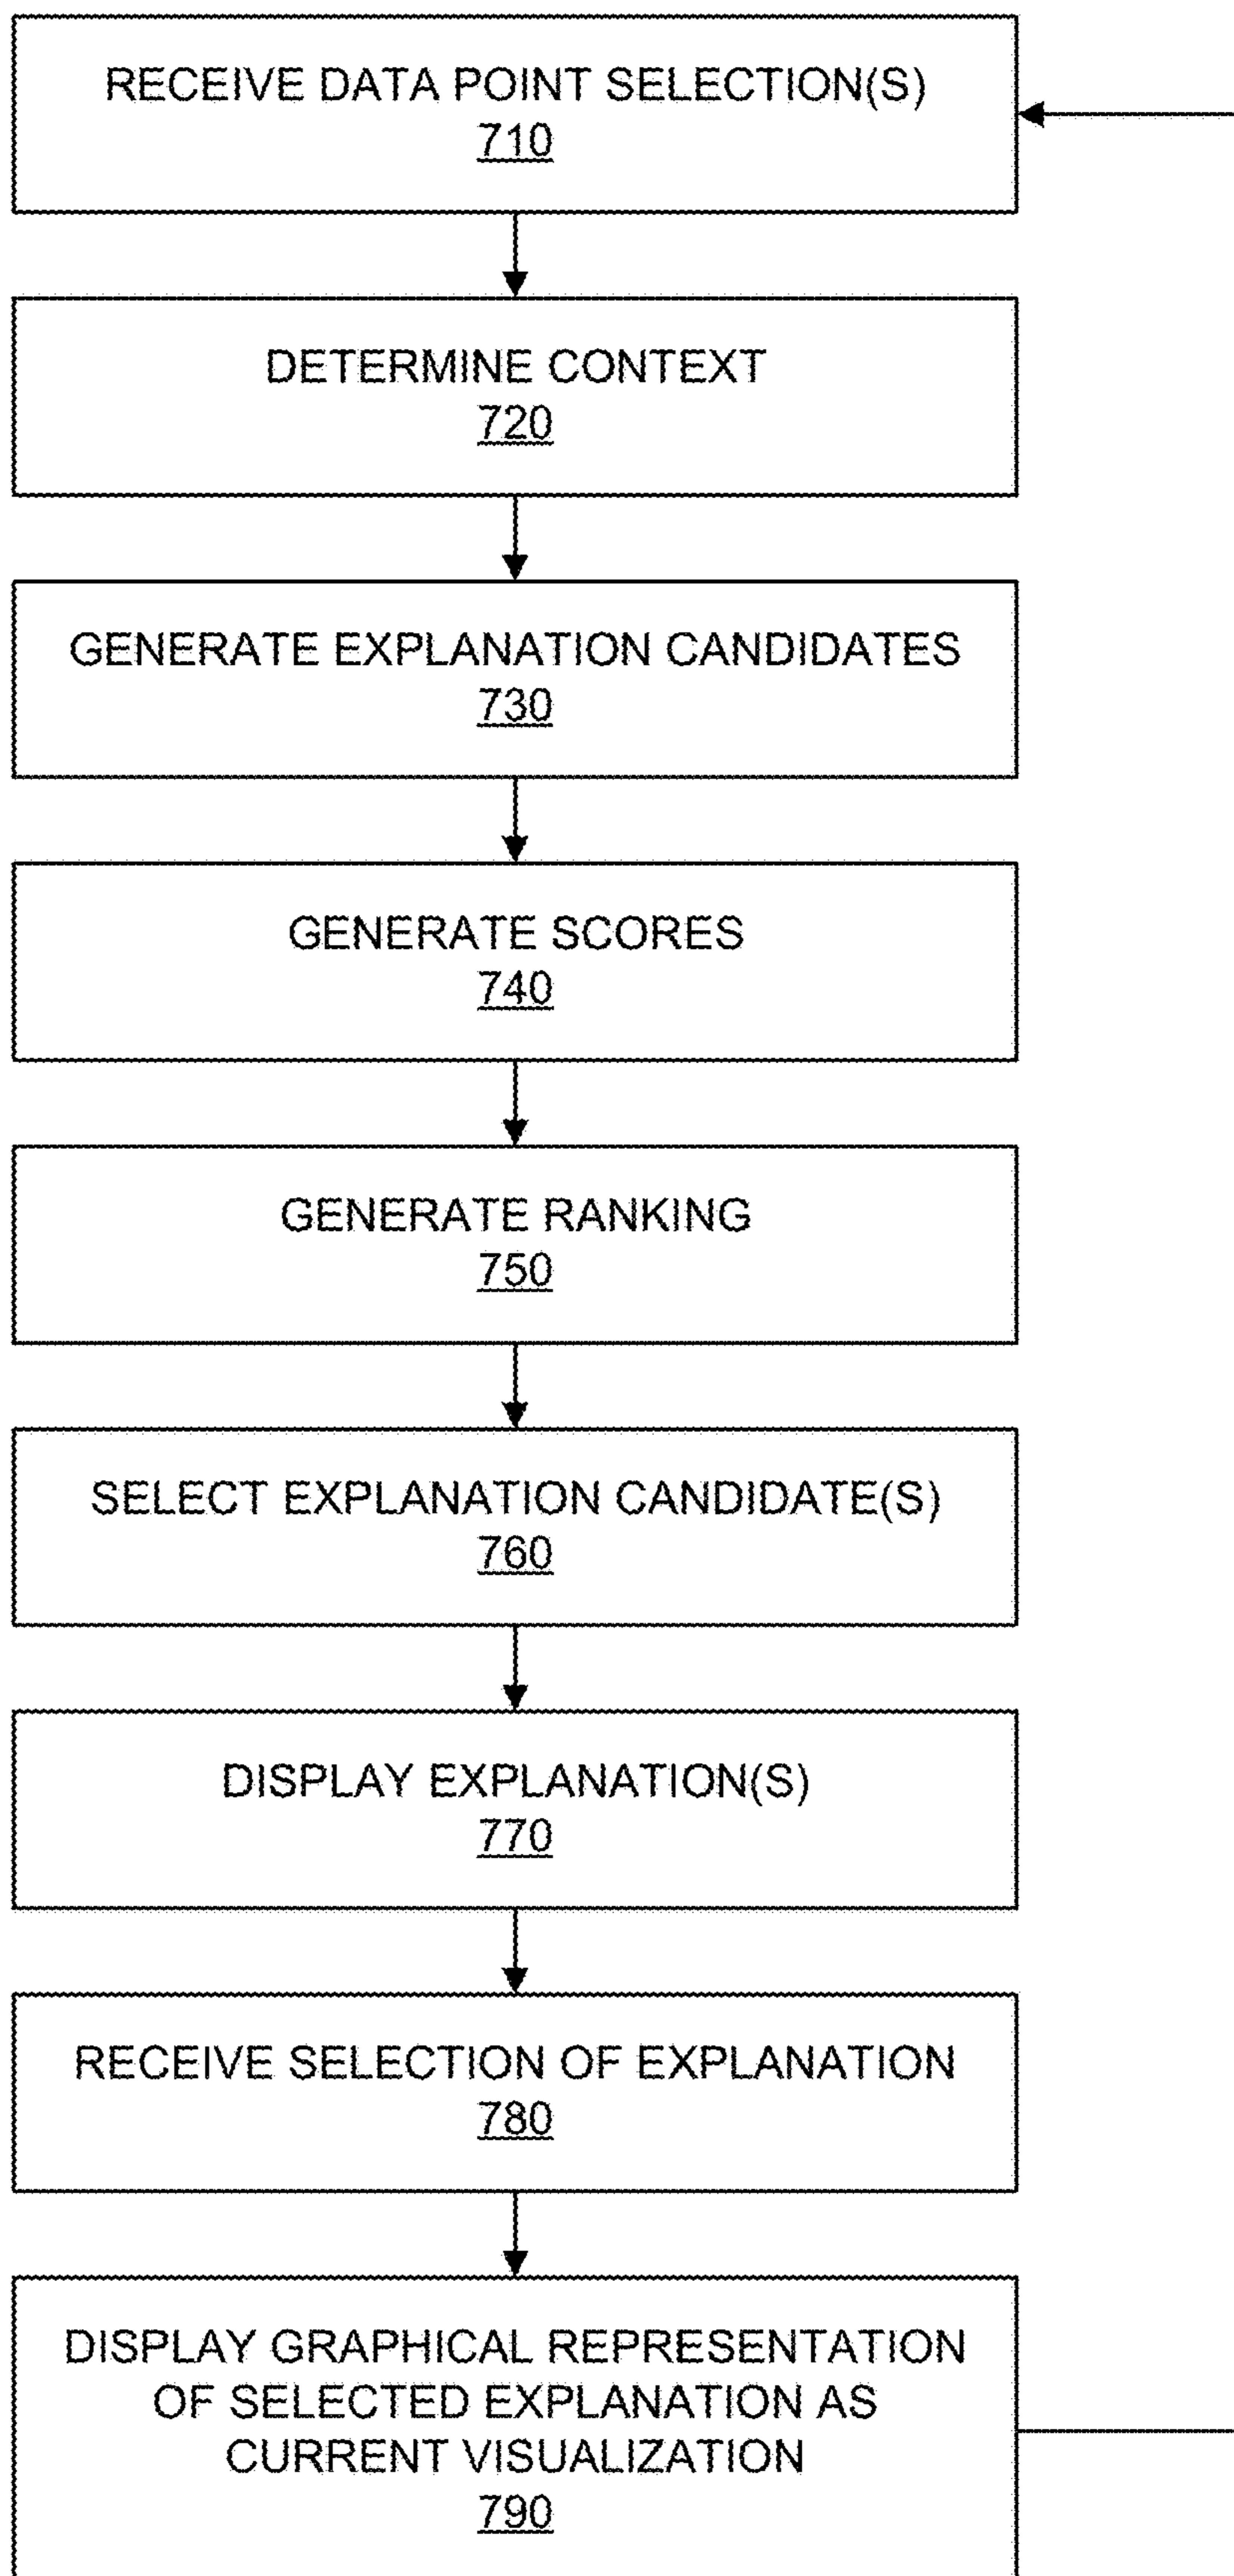 RECEIVE DATA POINT SELECTION(S)
710
DETERMINE CONTEXT
720
GENERATE EXPLANATION CANDIDATES
730
GENERATE SCORES
740
GENERATE RANKING
750
SELECT EXPLANATION CANDIDATE(S)
760
DISPLAY EXPLANATION(S)
770
RECEIVE SELECTION OF EXPLANATION
780
DISPLAY GRAPHICAL REPRESENTATION
OF SELECTED EXPLANATION AS
CURRENT VISUALIZATION
790